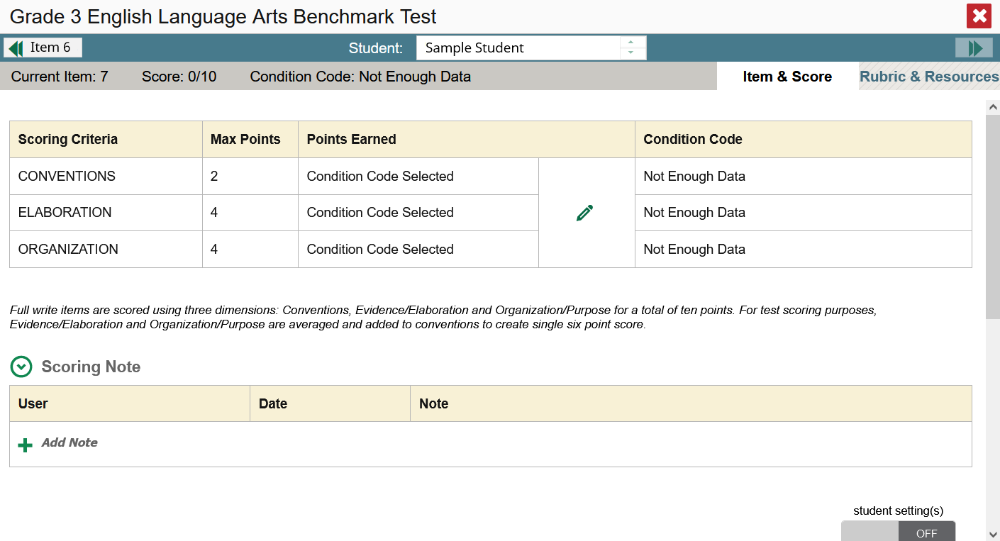 Grade 3 English Language Arts Benchmark Test
Item 6
Student:
Sample Student
Current Item: 7
Score: 0/10
Condition Code: Not Enough Data
Item & Score
Rubric & Resources
Scoring Criteria Max Points Points Earned Condition Code
CONVENTIONS 2 Condition Code Selected Not Enough Data
ELABORATION 4 Condition Code Selected Not Enough Data
ORGANIZATION 4 Condition Code Selected Not Enough Data
Full write items are scored using three dimensions: Conventions, Evidence/Elaboration and Organization/Purpose for a total of ten points. For test scoring purposes,
Evidence/Elaboration and Organization/Purpose are averaged and added to conventions to create single six point score.
Scoring Note
User Date Note
Add Note
student setting(s)
OFF